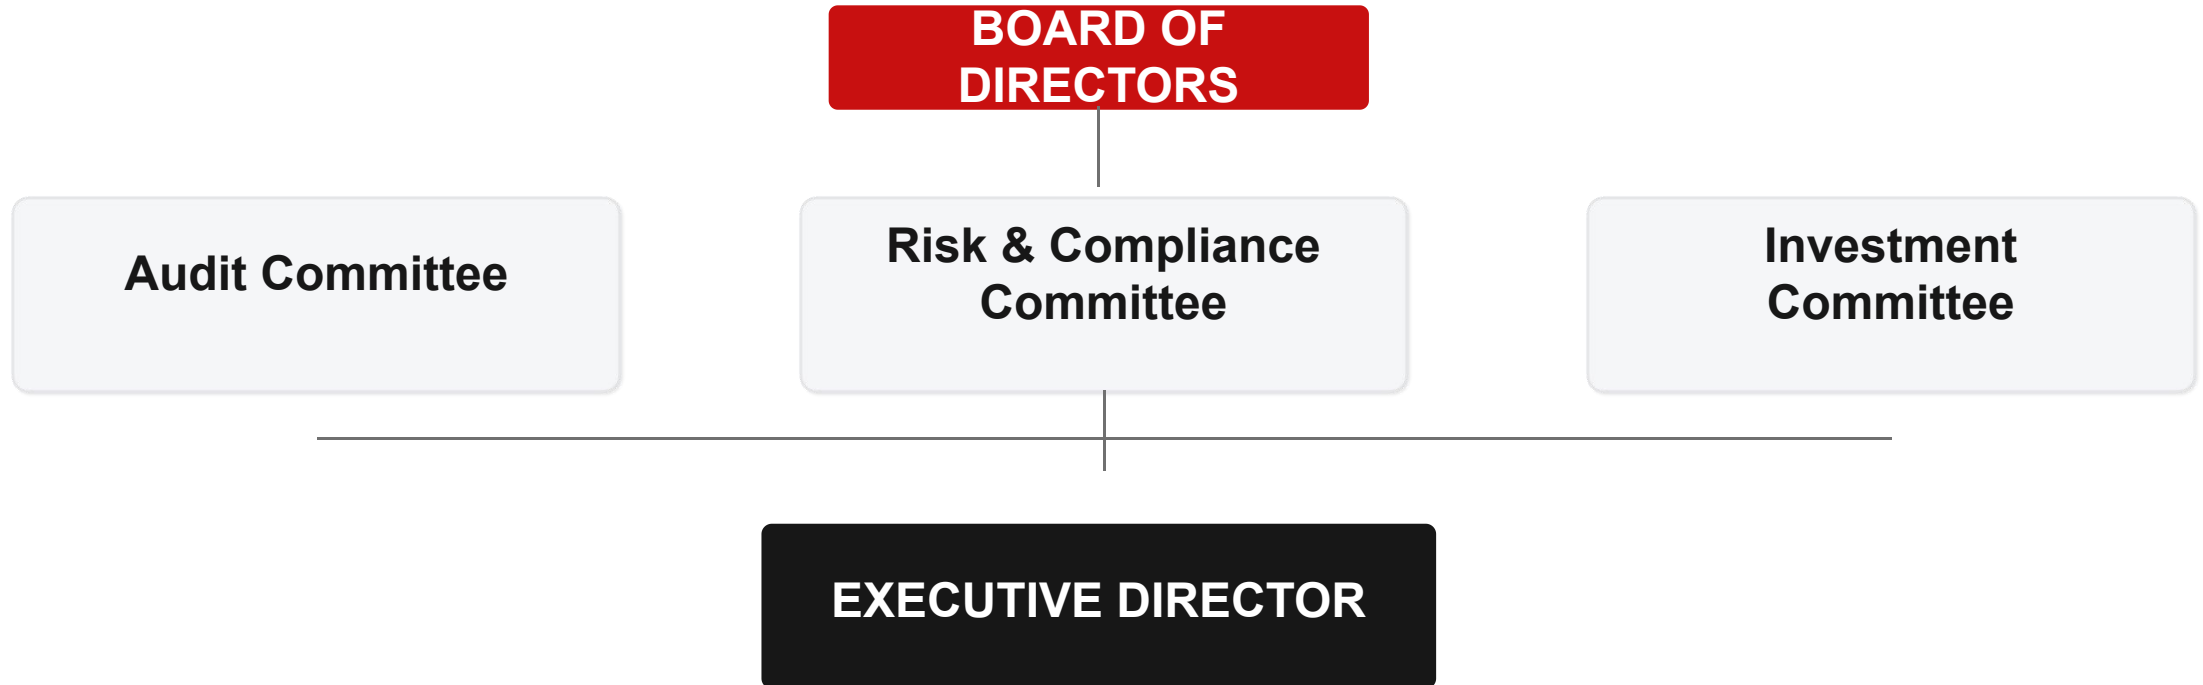 BOARD OF
DIRECTORS
Audit Committee
Risk & Compliance
Committee
Investment
Committee
EXECUTIVE DIRECTOR